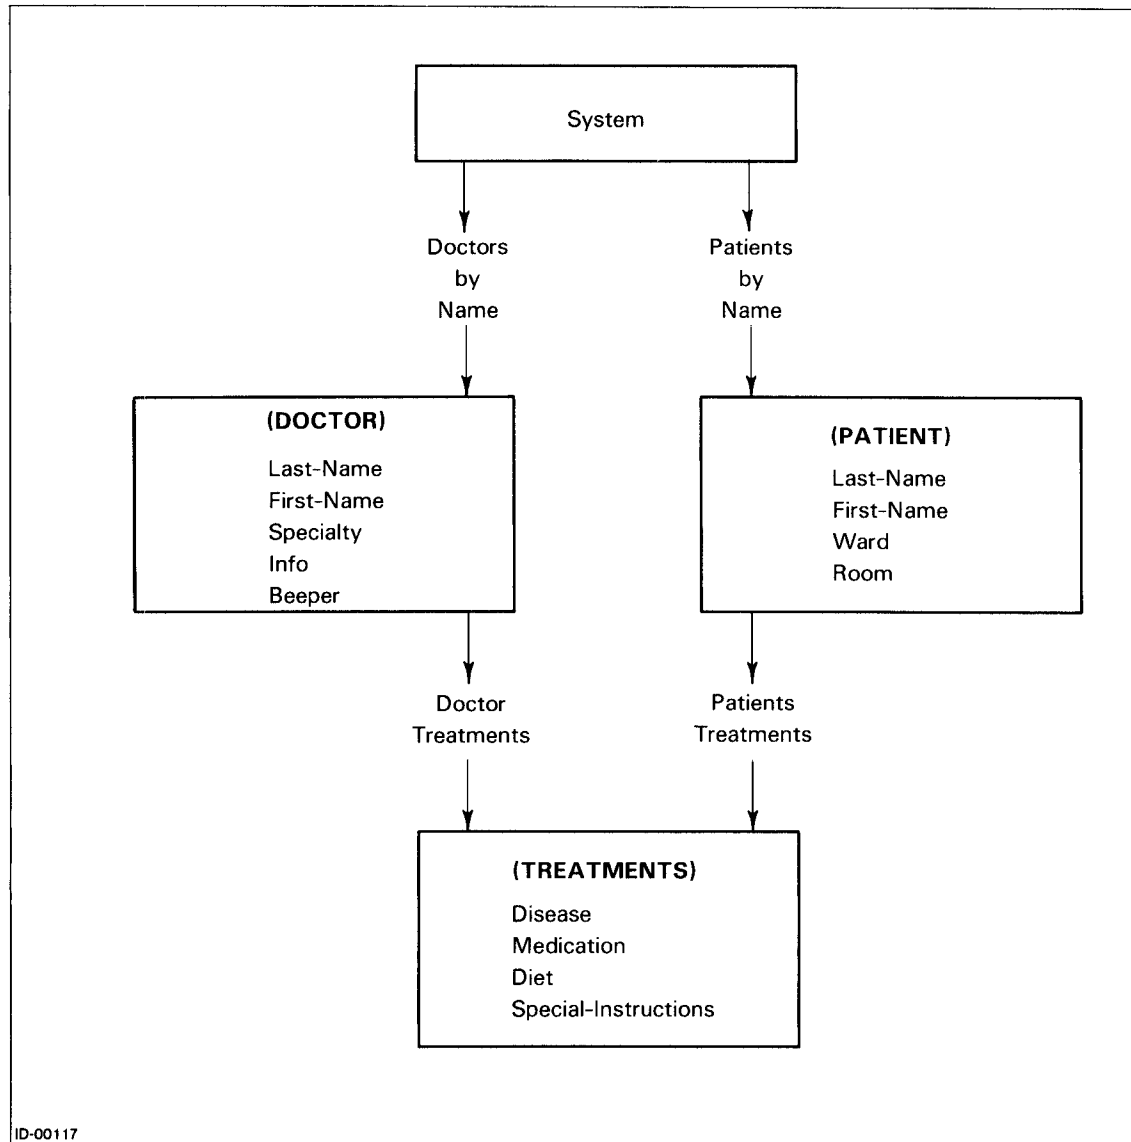 System
Doctors
by
Name
Patients
by
Name
(DOCTOR)
Last-Name
First-Name
Specialty
Info
Beeper
(PATIENT)
Last-Name
First-Name
Ward
Room
Doctor
Treatments
Patients
Treatments
(TREATMENTS)
Disease
Medication
Diet
Special-Instructions
ID-00117